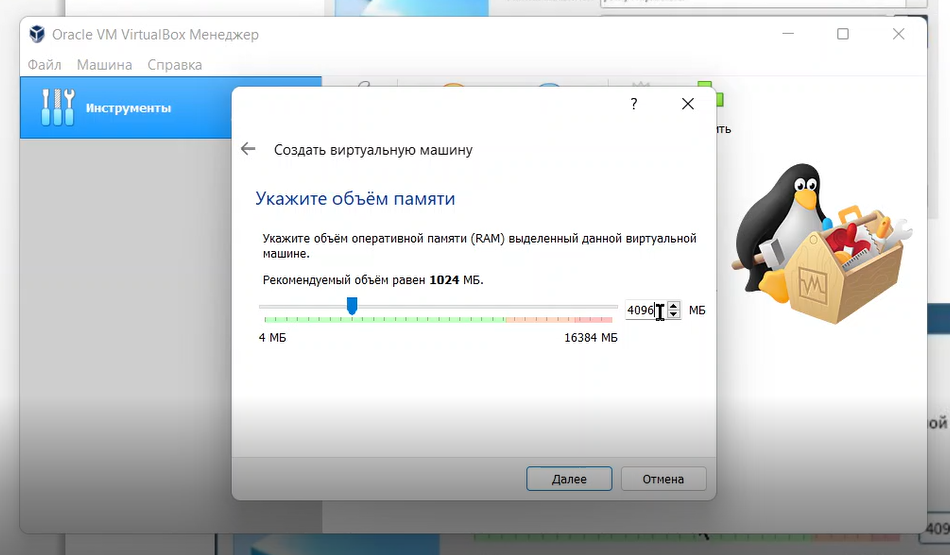 Oracle VM VirtualBox Менеджер
Файл Машина Справка
Инструменты
?
Создать виртуальную машину
Укажите объём памяти
Укажите объём оперативной памяти (RAM) выделенный данной виртуальной
машине.
Рекомендуемый объём равен 1024 МБ.
4096 МБ
4 МБ 16384 МБ
Далее Отмена